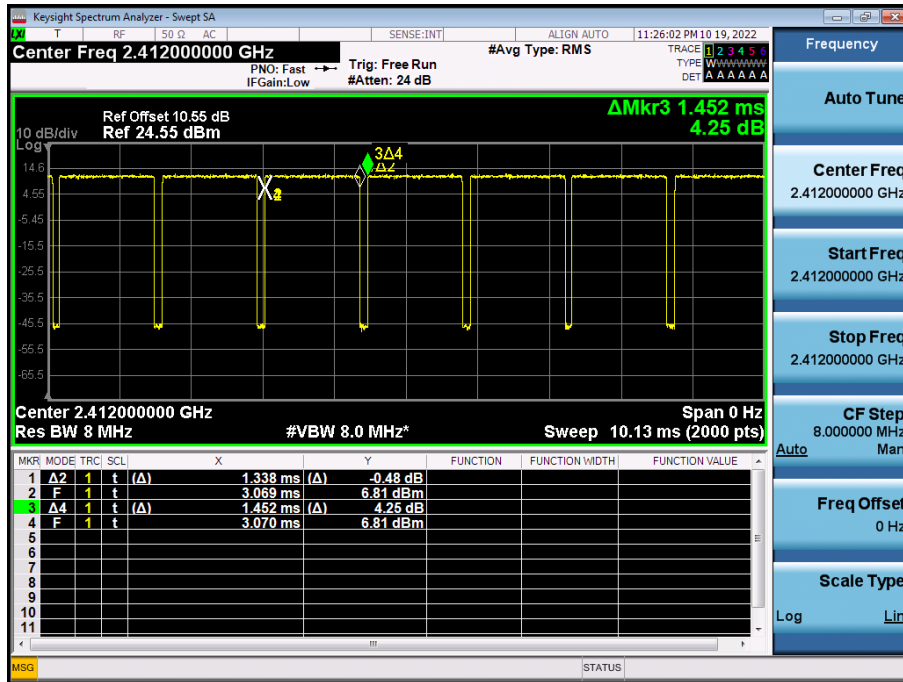 Keysight Spectrum Analyzer - Swept SA
LXI T RF 50 Ω AC SENSE:INT ALIGN AUTO 11:26:02 PM 10 19, 2022
Center Freq 2.412000000 GHz #Avg Type: RMS TRACE 1 2 3 4 5 6
PNO: Fast Trig: Free Run TYPE WWWWWW
IFGain:Low #Atten: 24 dB DET A A A A A A
ΔMkr3 1.452 ms
4.25 dB
Ref Offset 10.55 dB
10 dB/div Ref 24.55 dBm
Log
3Δ4
14.6
4.55
-5.45
-15.5
-25.5
-35.5
-45.5
-55.5
-65.5
Center 2.412000000 GHz Span 0 Hz
Res BW 8 MHz #VBW 8.0 MHz* Sweep 10.13 ms (2000 pts)
MKR MODE TRC SCL X Y FUNCTION FUNCTION WIDTH FUNCTION VALUE
1 Δ2 1 t (Δ) 1.338 ms (Δ) -0.48 dB
2 F 1 t 3.069 ms 6.81 dBm
3 Δ4 1 t (Δ) 1.452 ms (Δ) 4.25 dB
4 F 1 t 3.070 ms 6.81 dBm
5
6
7
8
9
10
11
MSG STATUS
Frequency
Auto Tune
Center Freq
2.412000000 GHz
Start Freq
2.412000000 GHz
Stop Freq
2.412000000 GHz
CF Step
8.000000 MHz
Auto Man
Freq Offset
0 Hz
Scale Type
Log Lin